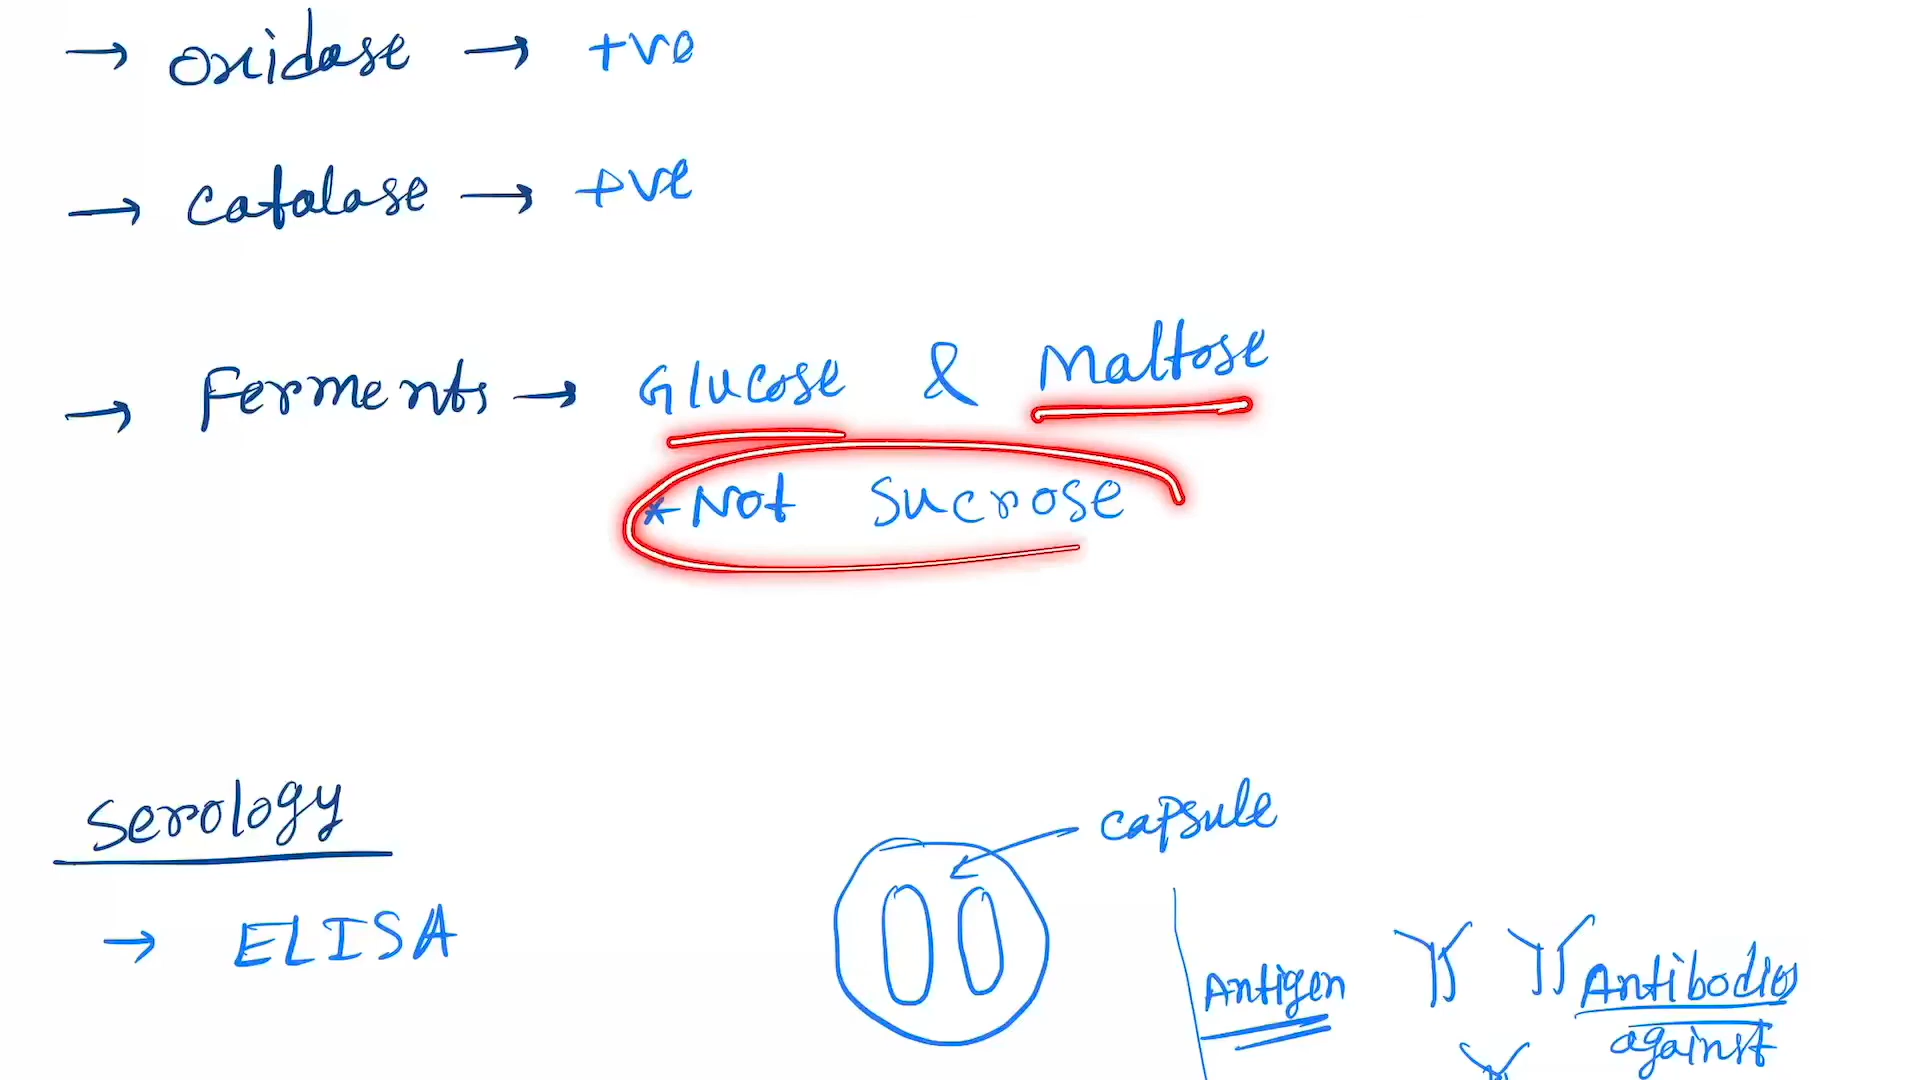 → oxidase → +ve
→ catalase → +ve
→ Ferments → Glucose & Maltose
* Not Sucrose
Serology
capsule
→ ELISA
Antigen
Antibodies
against